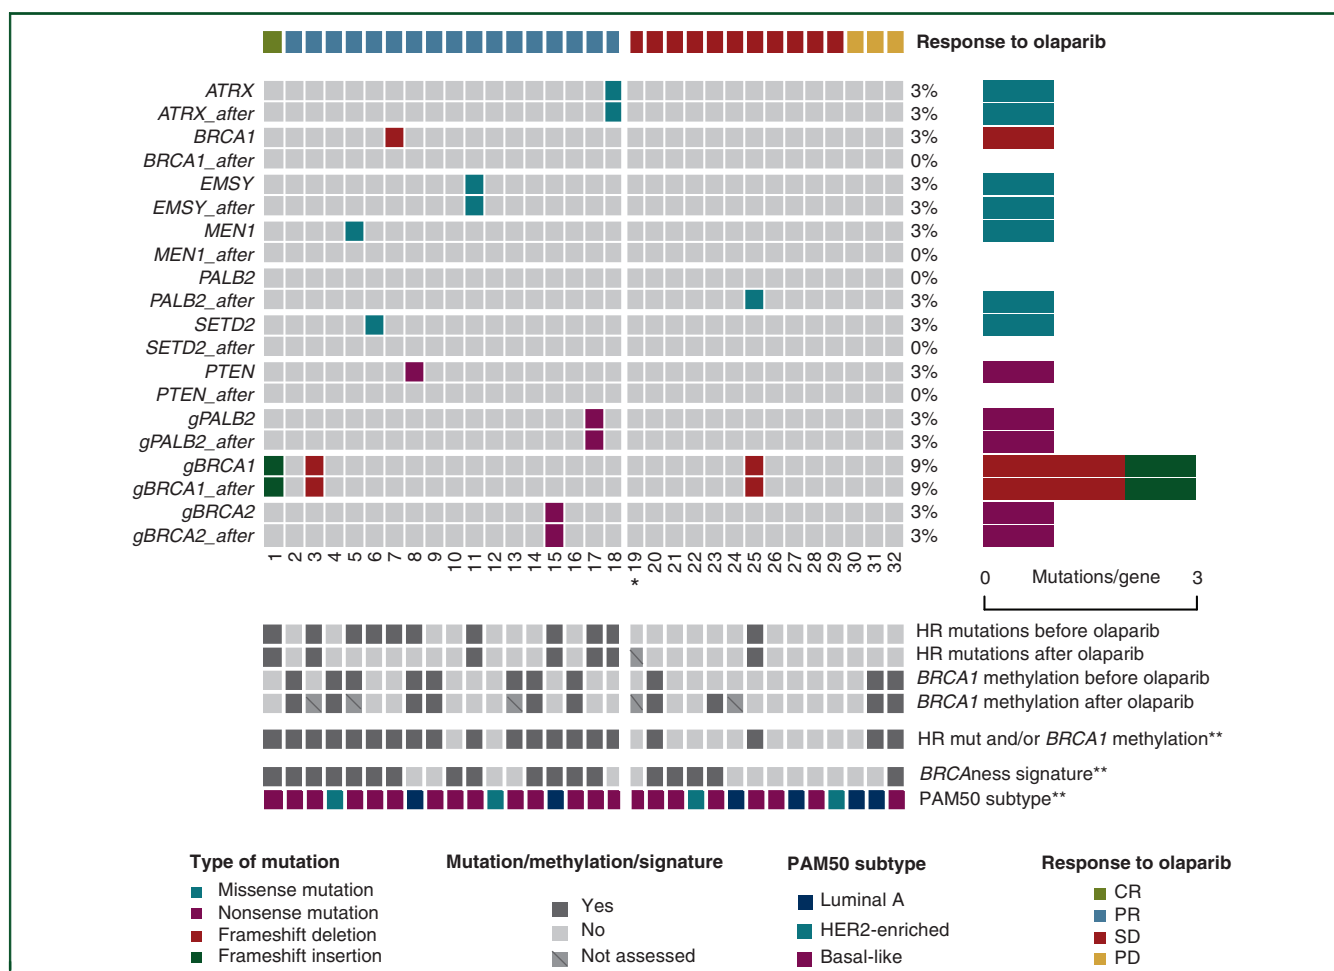 Response to olaparib
ATRX 3%
ATRX_after 3%
BRCA1 3%
BRCA1_after 0%
EMSY 3%
EMSY_after 3%
MEN1 3%
MEN1_after 0%
PALB2 0%
PALB2_after 3%
SETD2 3%
SETD2_after 0%
PTEN 3%
PTEN_after 0%
gPALB2 3%
gPALB2_after 3%
gBRCA1 9%
gBRCA1_after 9%
gBRCA2 3%
gBRCA2_after 3%
1 2 3 4 5 6 7 8 9 10 11 12 13 14 15 16 17 18 19 20 21 22 23 24 25 26 27 28 29 30 31 32
*
0 Mutations/gene 3
HR mutations before olaparib
HR mutations after olaparib
BRCA1 methylation before olaparib
BRCA1 methylation after olaparib
HR mut and/or BRCA1 methylation**
BRCAness signature**
PAM50 subtype**
Type of mutation
Missense mutation
Nonsense mutation
Frameshift deletion
Frameshift insertion
Mutation/methylation/signature
Yes
No
Not assessed
PAM50 subtype
Luminal A
HER2-enriched
Basal-like
Response to olaparib
CR
PR
SD
PD